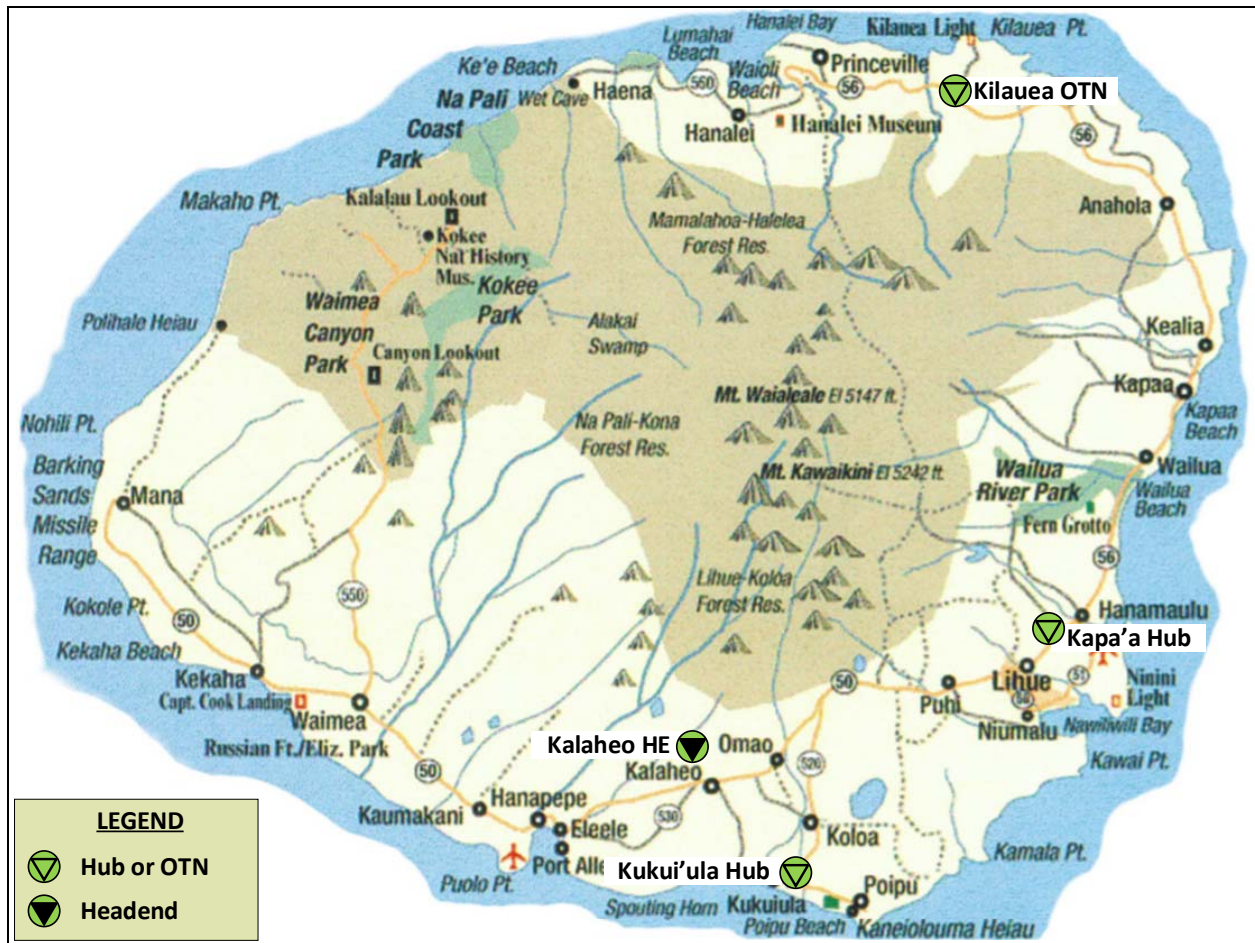 Hanalei Bay
Kilauea Light
Kilauea Pt.
Lumahai
Beach
Princeville
Ke'e Beach
Waioli
Beach
560
56
Kilauea OTN
Na Pali
Coast
Park
Wet Cave
Haena
Hanalei
Hanalei Museum
56
Makaho Pt.
Kalalau Lookout
Anahola
Kokee
Nat History
Mus.
Mamalahoa-Halelea
Forest Res.
Kokee
Park
Waimea
Canyon
Park
Polihale Heiau
Alakai
Swamp
Kealia
Canyon Lookout
Kapaa
Kapaa
Beach
Mt. Waialeale El 5147 ft.
Nohili Pt.
Na Pali-Kona
Forest Res.
Barking
Sands
Missile
Range
Mana
Mt. Kawaikini El 5242 ft.
Wailua
River Park
Wailua
Wailua
Beach
Fern Grotto
56
Lihue-Koloa
Forest Res.
Kokole Pt.
50
550
Hanamaulu
Kapa’a Hub
Kekaha Beach
Kekaha
Capt. Cook Landing
Waimea
Russian Ft./Eliz. Park
50
Lihue
51
Ninini
Light
Puhi
Niumalu
Nawiliwili Bay
Kalaheo HE
Omao
Kawai Pt.
50
Kalaheo
520
Hanapepe
Kaumakani
530
Eleele
Koloa
Port Alle
Kamala Pt.
Puolo Pt.
Kukui’ula Hub
Poipu
Spouting Horn
Kukuiula
Poipu Beach
Kaneiolouma Heiau
LEGEND
Hub or OTN
Headend